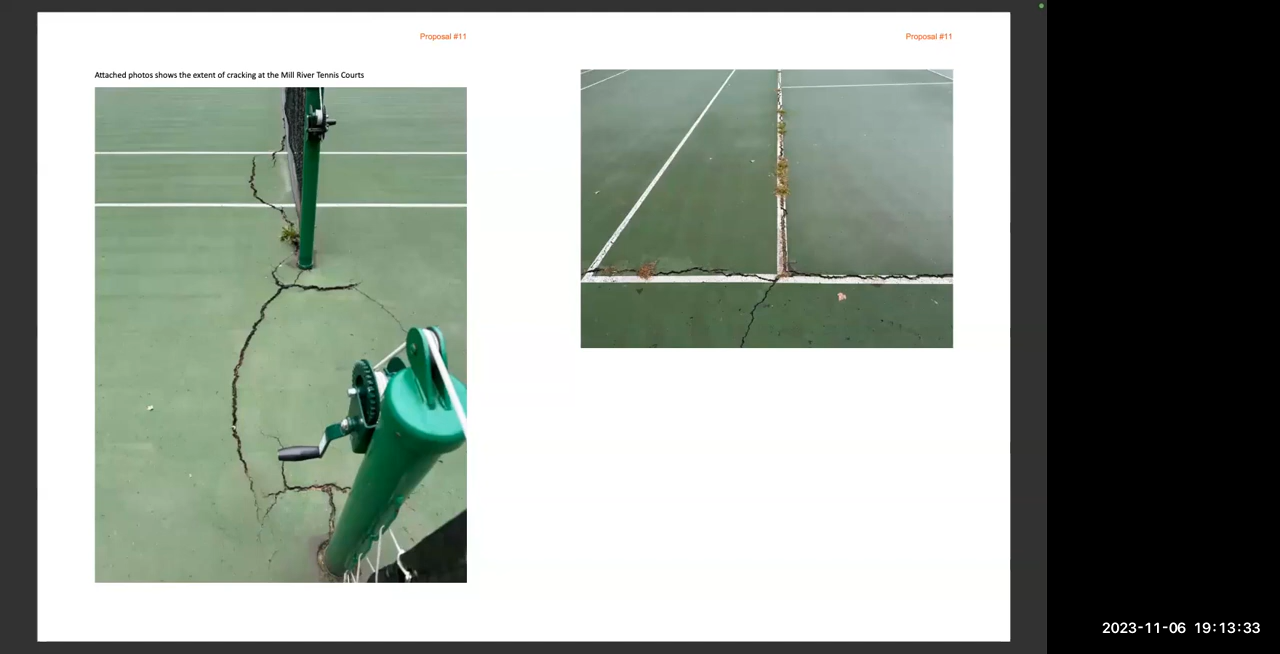 Proposal #11
Proposal #11
Attached photos shows the extent of cracking at the Mill River Tennis Courts
2023-11-06 19:13:33